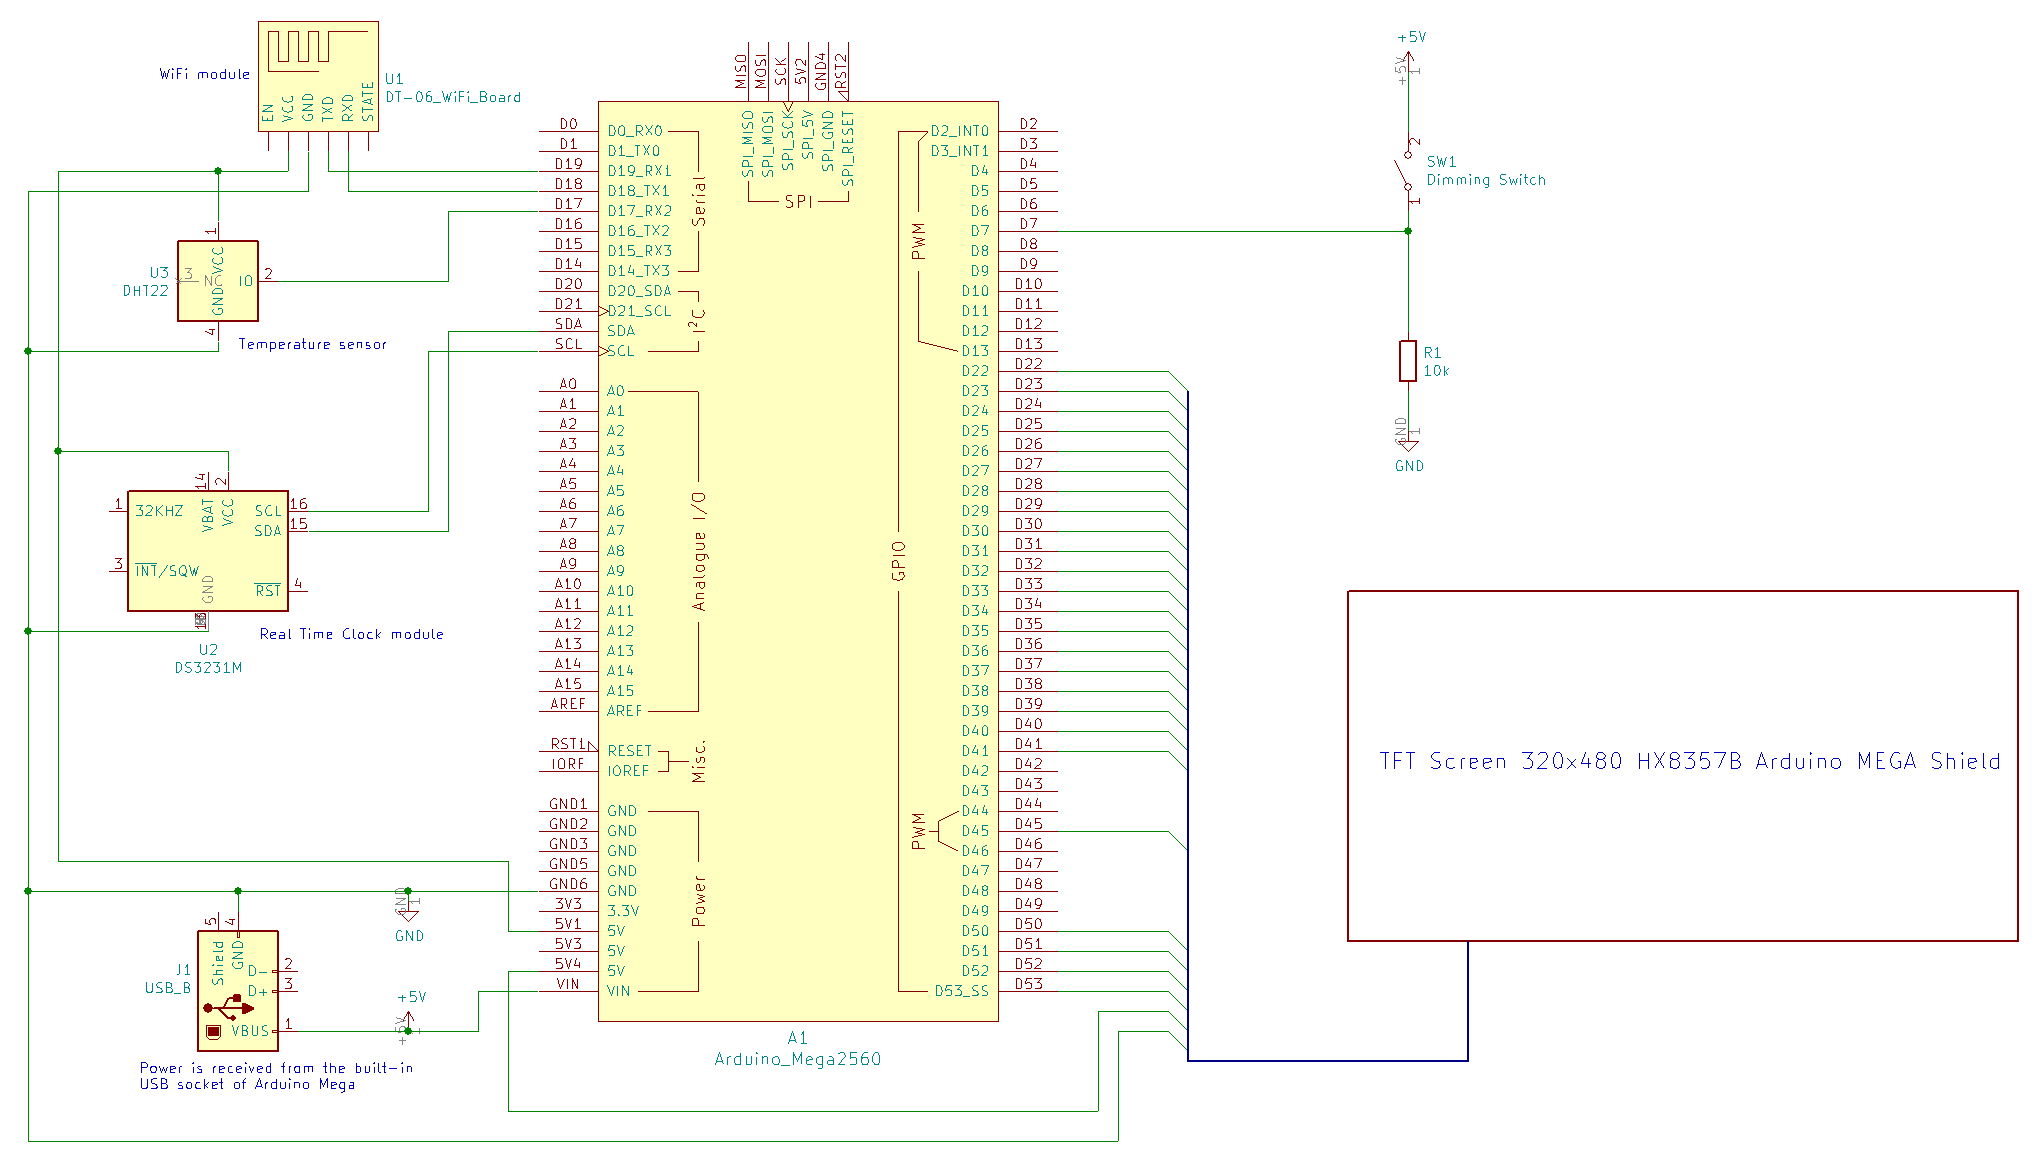 WiFi module
EN
VCC
GND
TXD
RXD
STATE
U1
DT-06_WiFi_Board
1
VCC
U3
DHT22
3
NC
IO
2
GND
4
Temperature sensor
14
2
1
32KHZ
VBAT
VCC
SCL
16
SDA
15
3
INT/SQW
GND
RST
4
Real Time Clock module
U2
DS3231M
5
4
Shield
GND
J1
USB_B
D-
2
D+
3
VBUS
1
GND
1
GND
+5V
+5V
Power is received from the built-in
USB socket of Arduino Mega
MISO
MOSI
SCK
5V2
GND4
RST2
SPI_MISO
SPI_MOSI
SPI_SCK
SPI_5V
SPI_GND
SPI_RESET
SPI
D0 D0_RX0
D1 D1_TX0
D19 D19_RX1
D18 D18_TX1
D17 D17_RX2
D16 D16_TX2
D15 D15_RX3
D14 D14_TX3
Serial
D20 D20_SDA
D21 D21_SCL
SDA SDA
SCL SCL
I²C
A0 A0
A1 A1
A2 A2
A3 A3
A4 A4
A5 A5
A6 A6
A7 A7
A8 A8
A9 A9
A10 A10
A11 A11
A12 A12
A13 A13
A14 A14
A15 A15
AREF AREF
Analogue I/O
RST1 RESET
IORF IOREF
Misc.
GND1 GND
GND2 GND
GND3 GND
GND5 GND
GND6 GND
3V3 3.3V
5V1 5V
5V3 5V
5V4 5V
VIN VIN
Power
D2_INT0 D2
D3_INT1 D3
D4 D4
D5 D5
D6 D6
D7 D7
D8 D8
D9 D9
D10 D10
D11 D11
D12 D12
D13 D13
PWM
D22 D22
D23 D23
D24 D24
D25 D25
D26 D26
D27 D27
D28 D28
D29 D29
D30 D30
D31 D31
D32 D32
D33 D33
D34 D34
D35 D35
D36 D36
D37 D37
D38 D38
D39 D39
D40 D40
D41 D41
D42 D42
D43 D43
D44 D44
D45 D45
D46 D46
PWM
D47 D47
D48 D48
D49 D49
D50 D50
D51 D51
D52 D52
D53_SS D53
GPIO
A1
Arduino_Mega2560
+5V
+5V
1
2
SW1
Dimming Switch
1
R1
10k
GND
1
GND
TFT Screen 320x480 HX8357B Arduino MEGA Shield